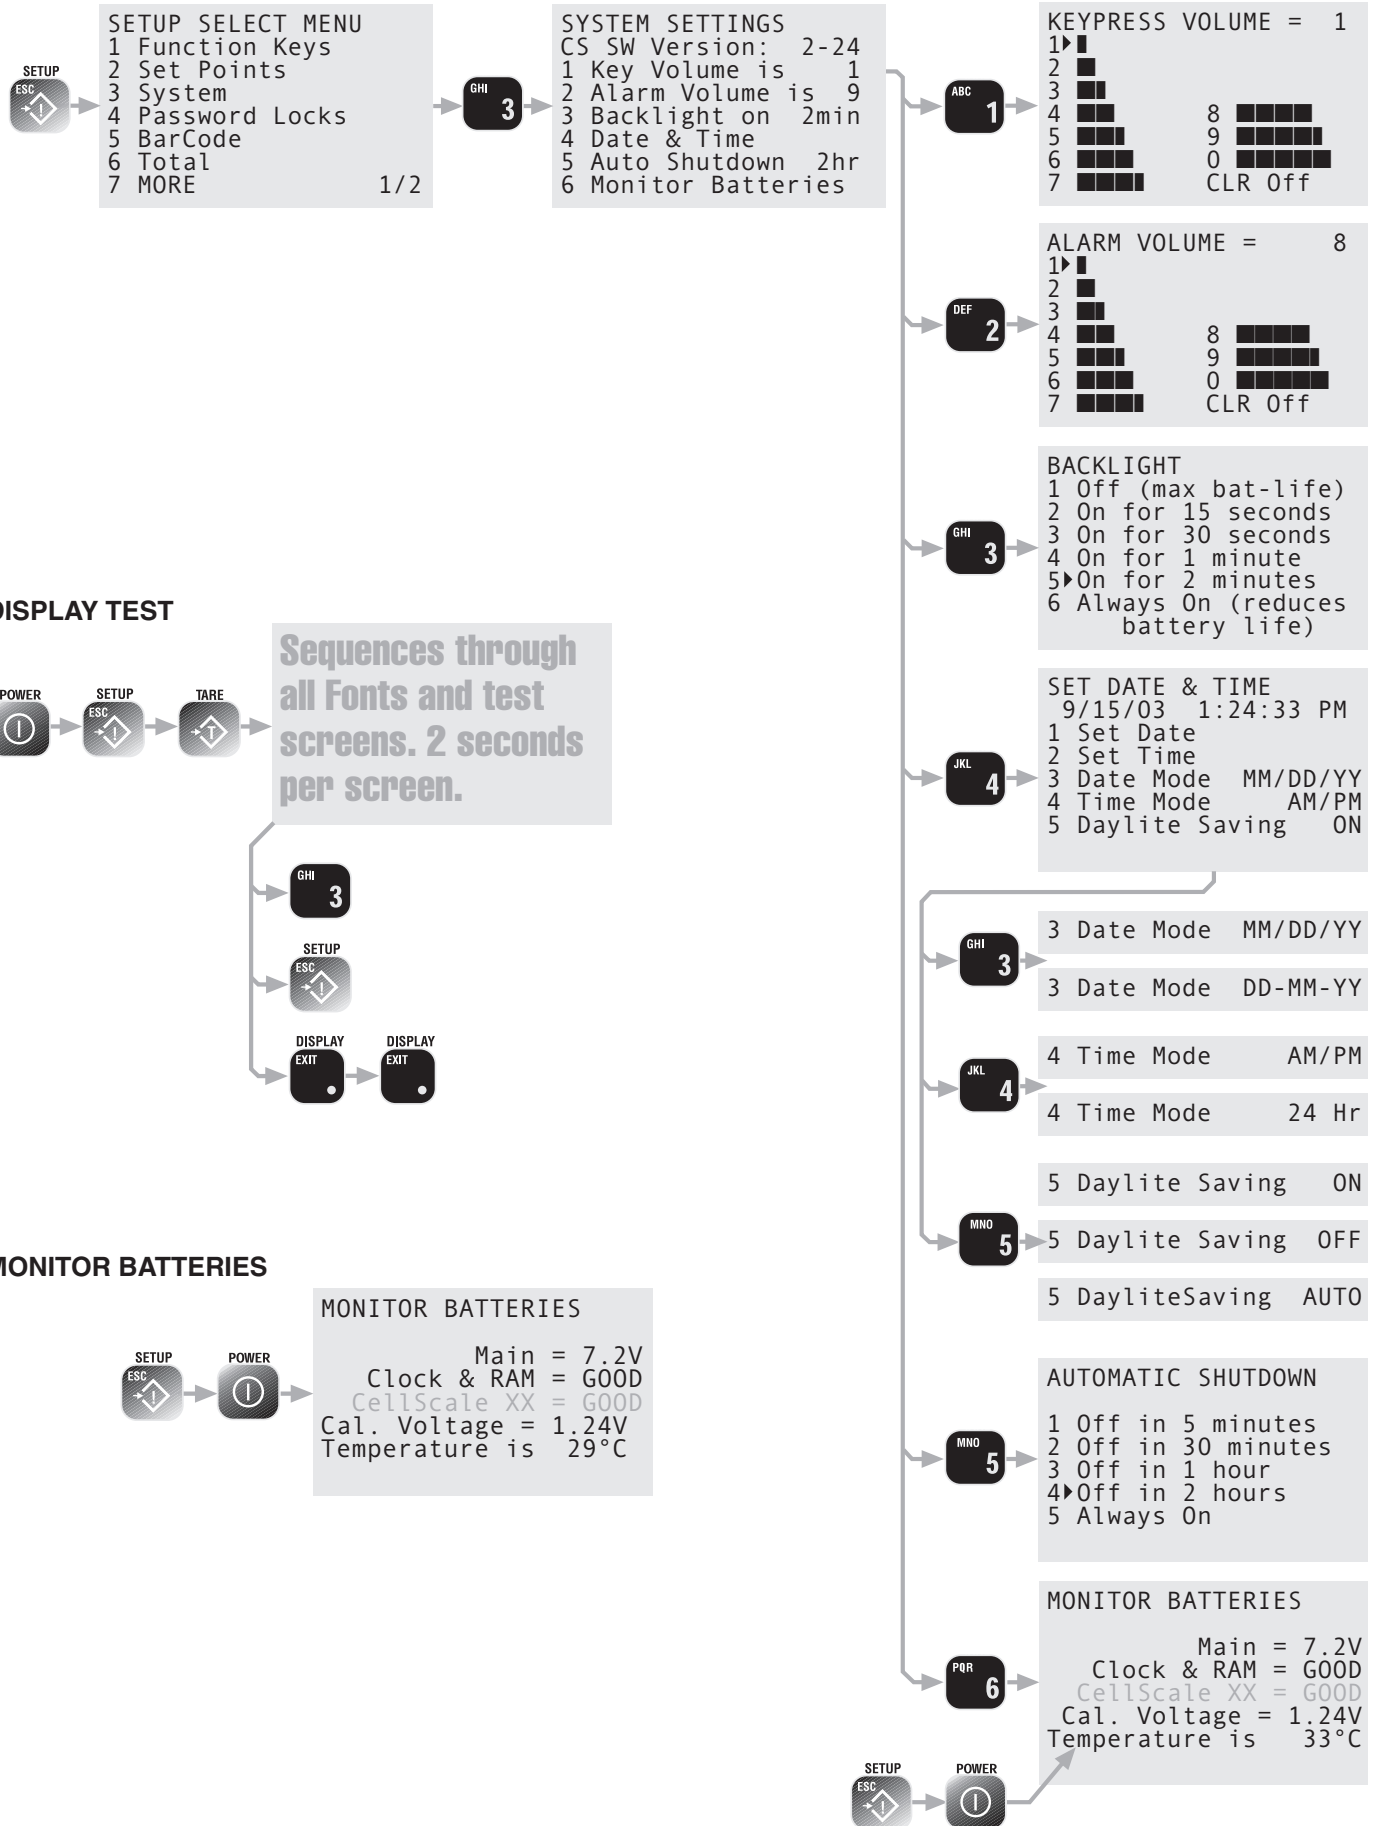 SETUP
ESC
SETUP SELECT MENU
1 Function Keys
2 Set Points
3 System
4 Password Locks
5 BarCode
6 Total
7 MORE 1/2
GHI
3
SYSTEM SETTINGS
CS SW Version: 2-24
1 Key Volume is 1
2 Alarm Volume is 9
3 Backlight on 2min
4 Date & Time
5 Auto Shutdown 2hr
6 Monitor Batteries
ABC
1
KEYPRESS VOLUME = 1
1
2
3
4 8
5 9
6 0
7 CLR Off
DEF
2
ALARM VOLUME = 8
1
2
3
4 8
5 9
6 0
7 CLR Off
GHI
3
BACKLIGHT
1 Off (max bat-life)
2 On for 15 seconds
3 On for 30 seconds
4 On for 1 minute
5 On for 2 minutes
6 Always On (reduces
battery life)
DISPLAY TEST
POWER
SETUP
ESC
TARE
T
Sequences through
all Fonts and test
screens. 2 seconds
per screen.
GHI
3
SETUP
ESC
DISPLAY
EXIT
DISPLAY
EXIT
JKL
4
SET DATE & TIME
9/15/03 1:24:33 PM
1 Set Date
2 Set Time
3 Date Mode MM/DD/YY
4 Time Mode AM/PM
5 Daylite Saving ON
GHI
3
3 Date Mode MM/DD/YY
3 Date Mode DD-MM-YY
JKL
4
4 Time Mode AM/PM
4 Time Mode 24 Hr
MNO
5
5 Daylite Saving ON
5 Daylite Saving OFF
5 DayliteSaving AUTO
MONITOR BATTERIES
SETUP
ESC
POWER
MONITOR BATTERIES
Main = 7.2V
Clock & RAM = GOOD
CellScale XX = GOOD
Cal. Voltage = 1.24V
Temperature is 29°C
MNO
5
AUTOMATIC SHUTDOWN
1 Off in 5 minutes
2 Off in 30 minutes
3 Off in 1 hour
4 Off in 2 hours
5 Always On
PQR
6
MONITOR BATTERIES
Main = 7.2V
Clock & RAM = GOOD
CellScale XX = GOOD
Cal. Voltage = 1.24V
Temperature is 33°C
SETUP
ESC
POWER